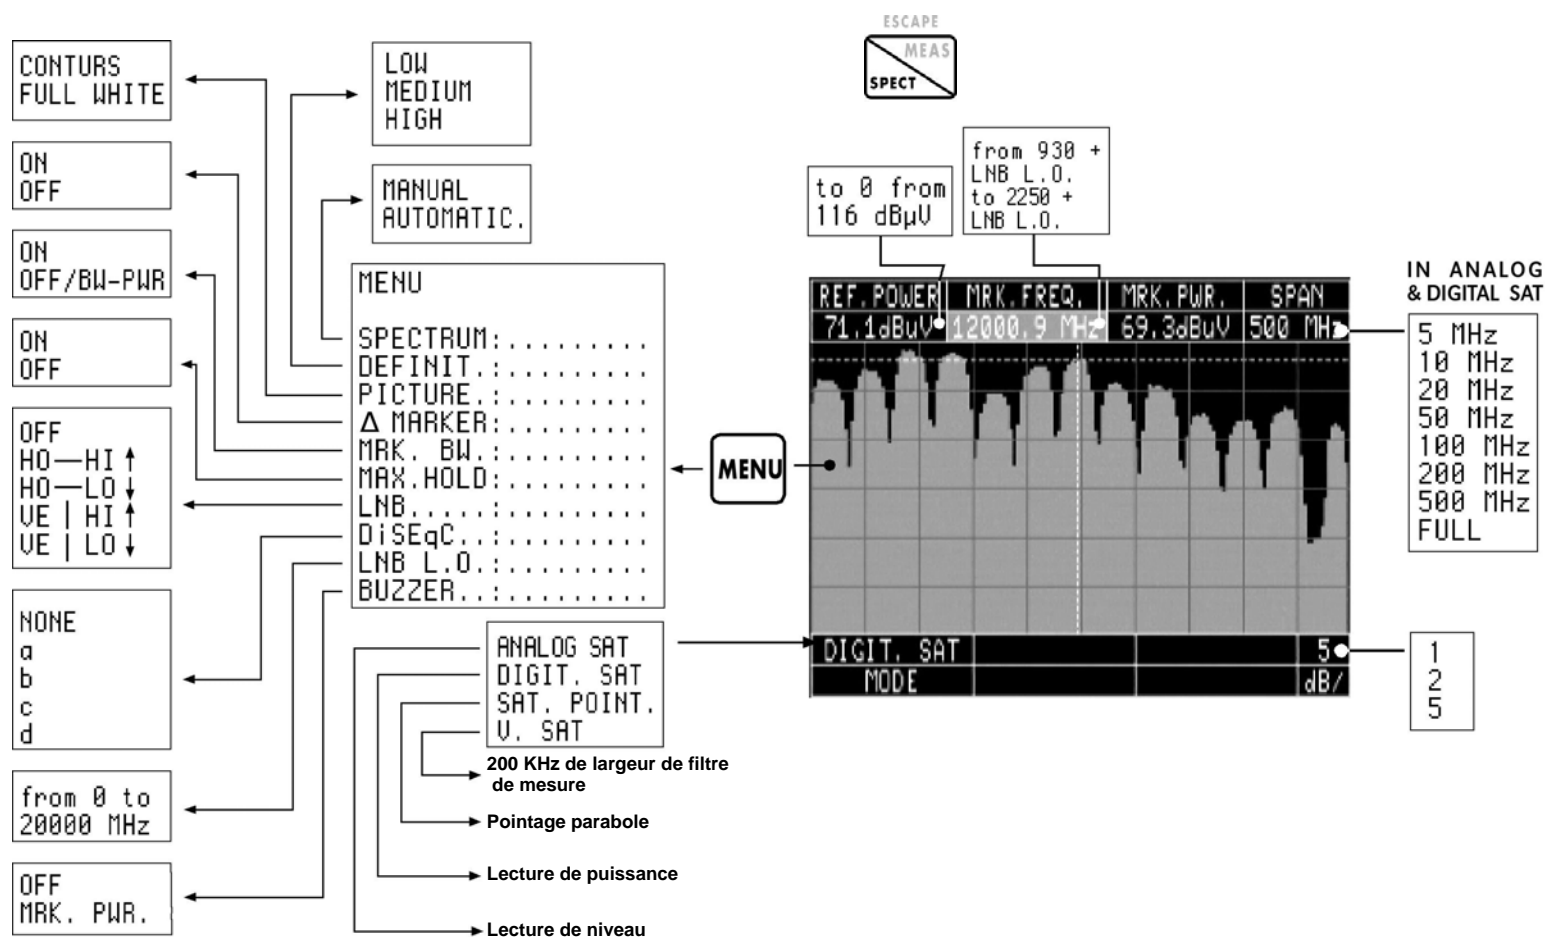 ESCAPE
MEAS
SPECT
CONTURS
FULL WHITE
ON
OFF
ON
OFF/BW-PWR
ON
OFF
OFF
HO—HI ↑
HO—LO ↓
VE | HI ↑
VE | LO ↓
NONE
a
b
c
d
from 0 to
20000 MHz
OFF
MRK. PWR.
LOW
MEDIUM
HIGH
MANUAL
AUTOMATIC.
MENU
SPECTRUM:.........
DEFINIT.:.........
PICTURE.:.........
Δ MARKER:.........
MRK. BW.:.........
MAX.HOLD:.........
LNB.....:.........
DiSEqC..:.........
LNB L.O.:.........
BUZZER..:.........
ANALOG SAT
DIGIT. SAT
SAT. POINT.
V. SAT
200 KHz de largeur de filtre
de mesure
Pointage parabole
Lecture de puissance
Lecture de niveau
MENU
to 0 from
116 dBµV
from 930 +
LNB L.O.
to 2250 +
LNB L.O.
REF.POWER MRK.FREQ. MRK.PWR. SPAN
71.1dBuV 12000.9 MHz 69.3dBuV 500 MHz
DIGIT. SAT 5
MODE dB/
IN ANALOG
& DIGITAL SAT
5 MHz
10 MHz
20 MHz
50 MHz
100 MHz
200 MHz
500 MHz
FULL
1
2
5